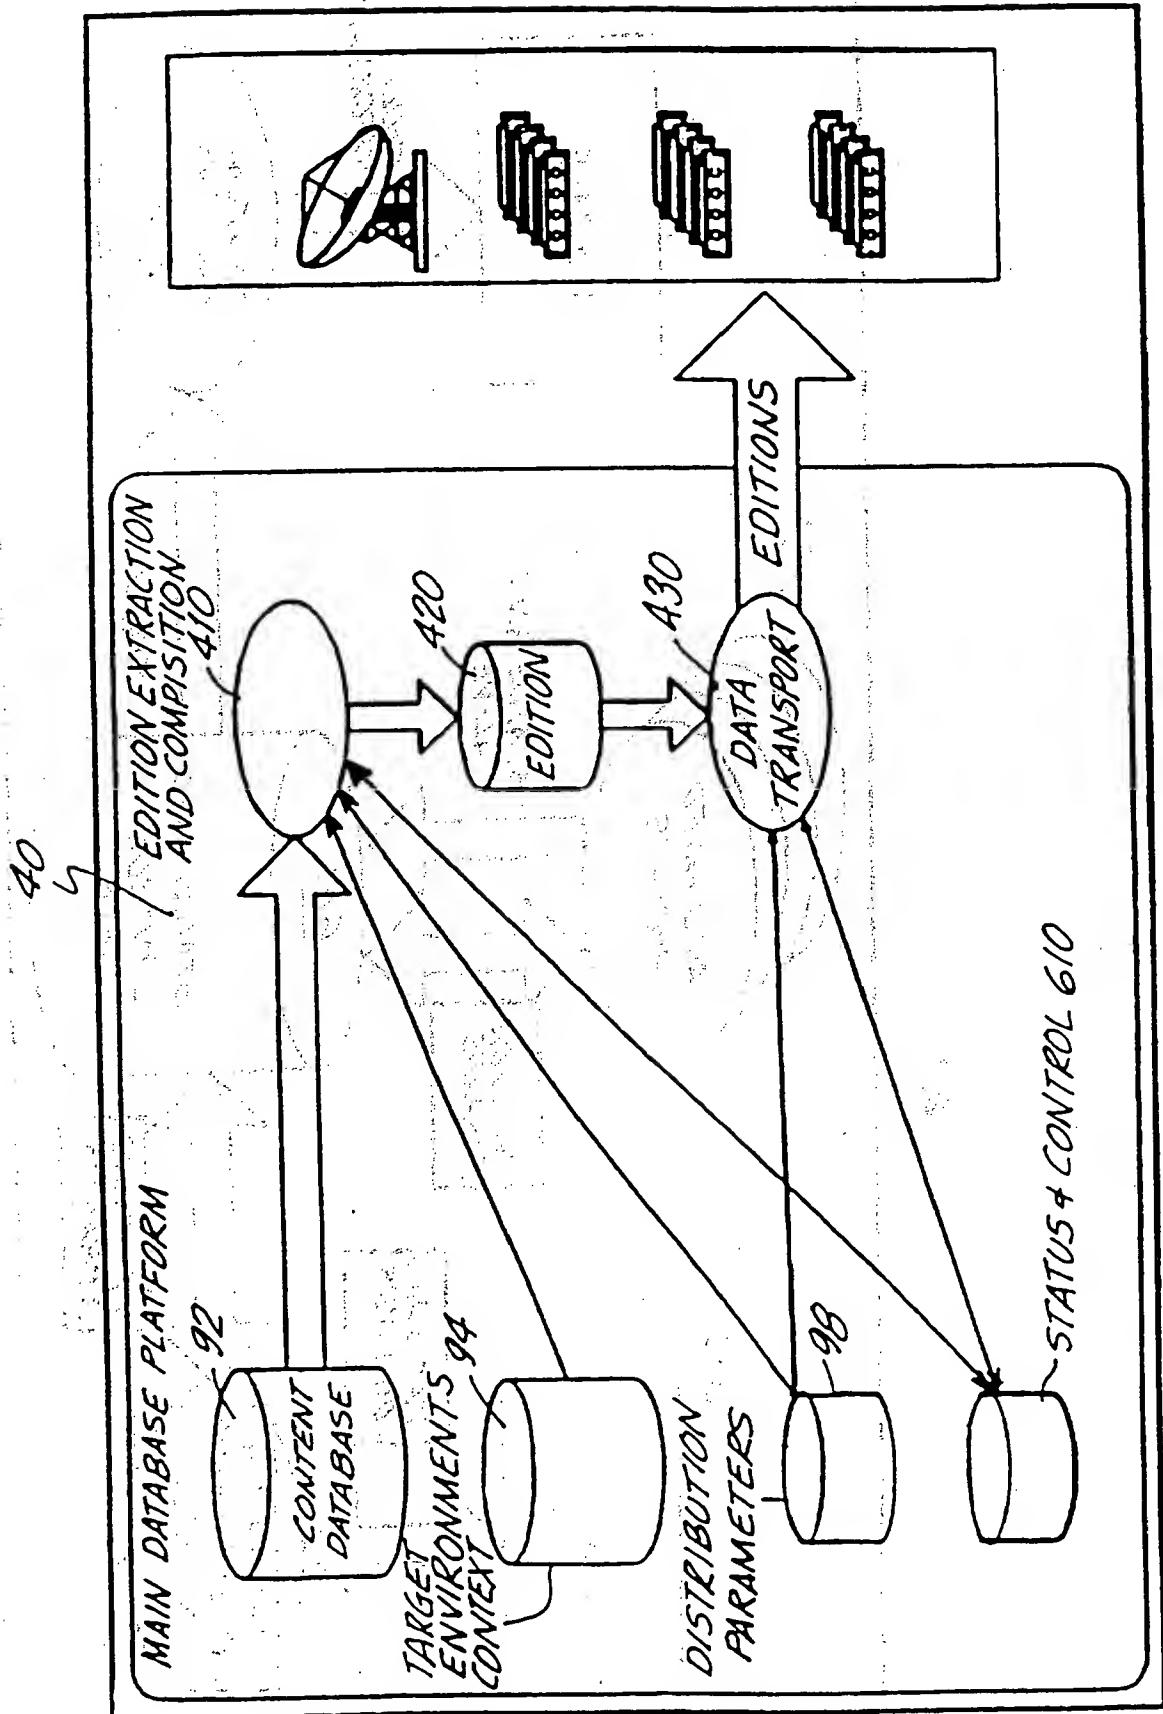 40
MAIN DATABASE PLATFORM
EDITION EXTRACTION
AND COMPISITION
410
92
CONTENT
DATABASE
TARGET
ENVIRONMENTS
CONTEXT
94
420
EDITION
DISTRIBUTION
PARAMETERS
98
430
DATA
TRANSPORT
EDITIONS
STATUS & CONTROL 610